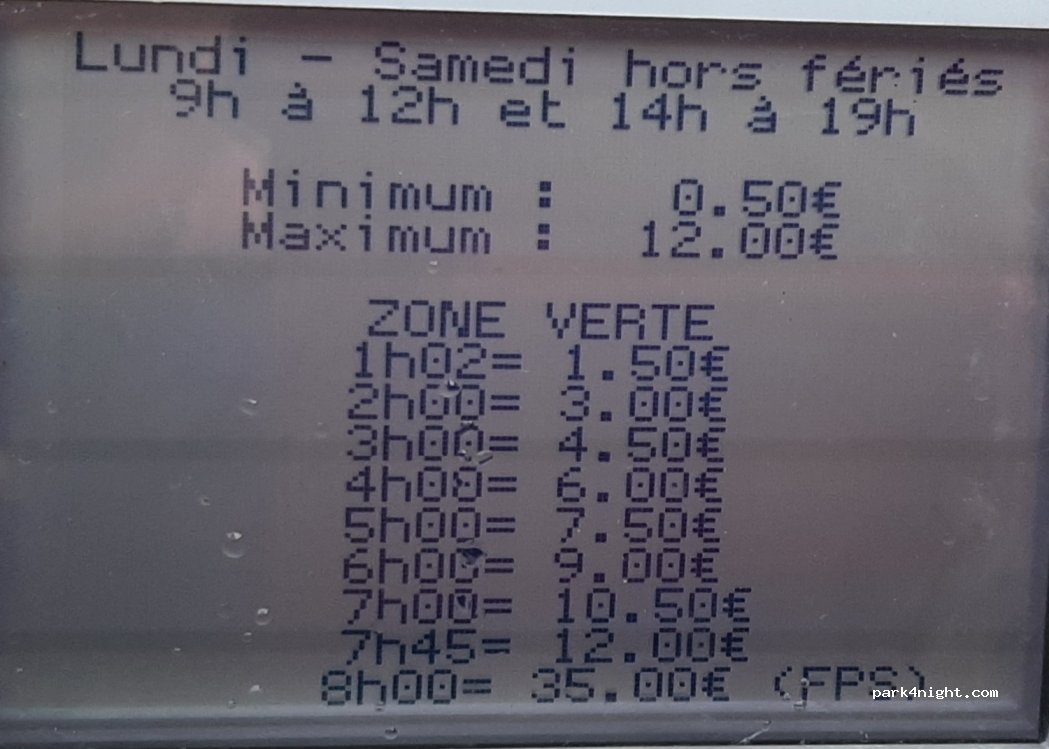 Lundi - Samedi hors fériés
9h à 12h et 14h à 19h
Minimum : 0.50€
Maximum : 12.00€
ZONE VERTE
1h02= 1.50€
2h00= 3.00€
3h00= 4.50€
4h00= 6.00€
5h00= 7.50€
6h00= 9.00€
7h00= 10.50€
7h45= 12.00€
8h00= 35.00€ (FPS)
park4night.com